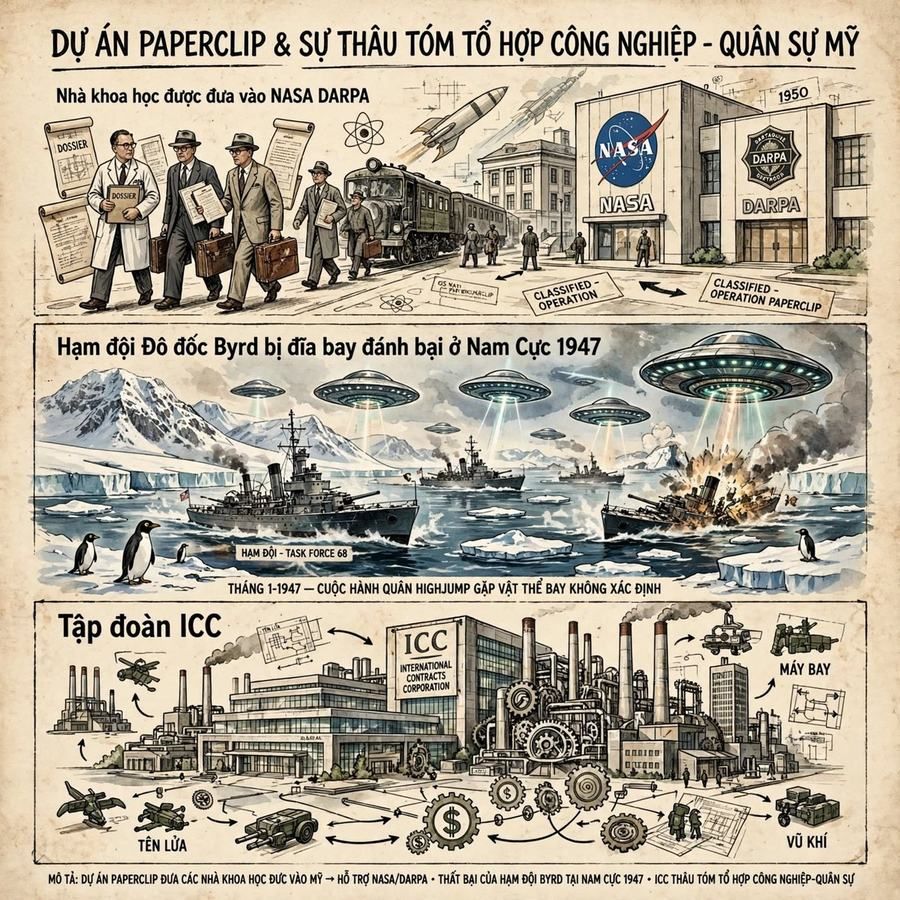 DỰ ÁN PAPERCLIP & SỰ THÂU TÓM TỔ HỢP CÔNG NGHIỆP - QUÂN SỰ MỸ
Nhà khoa học được đưa vào NASA DARPA
1950
DOSSIER
DOSSIER
NASA
DARPA
NASA
DARPA
CLASSIFIED -
OPERATION
CLASSIFIED -
OPERATION PAPERCLIP
Hạm đội Đô đốc Byrd bị đĩa bay đánh bại ở Nam Cực 1947
HẠM ĐỘI - TASK FORCE 68
THÁNG 1-1947 — CUỘC HÀNH QUÂN HIGHJUMP GẶP VẬT THỂ BAY KHÔNG XÁC ĐỊNH
Tập đoàn ICC
TÊN LỬA
ICC
INTERNATIONAL
CONTRACTS
CORPORATION
MÁY BAY
$
$
TÊN LỬA
VŨ KHÍ
MÔ TẢ: DỰ ÁN PAPERCLIP ĐƯA CÁC NHÀ KHOA HỌC ĐỨC VÀO MỸ → HỖ TRỢ NASA/DARPA • THẤT BẠI CỦA HẠM ĐỘI BYRD TẠI NAM CỰC 1947 • ICC THÂU TÓM TỔ HỢP CÔNG NGHIỆP-QUÂN SỰ